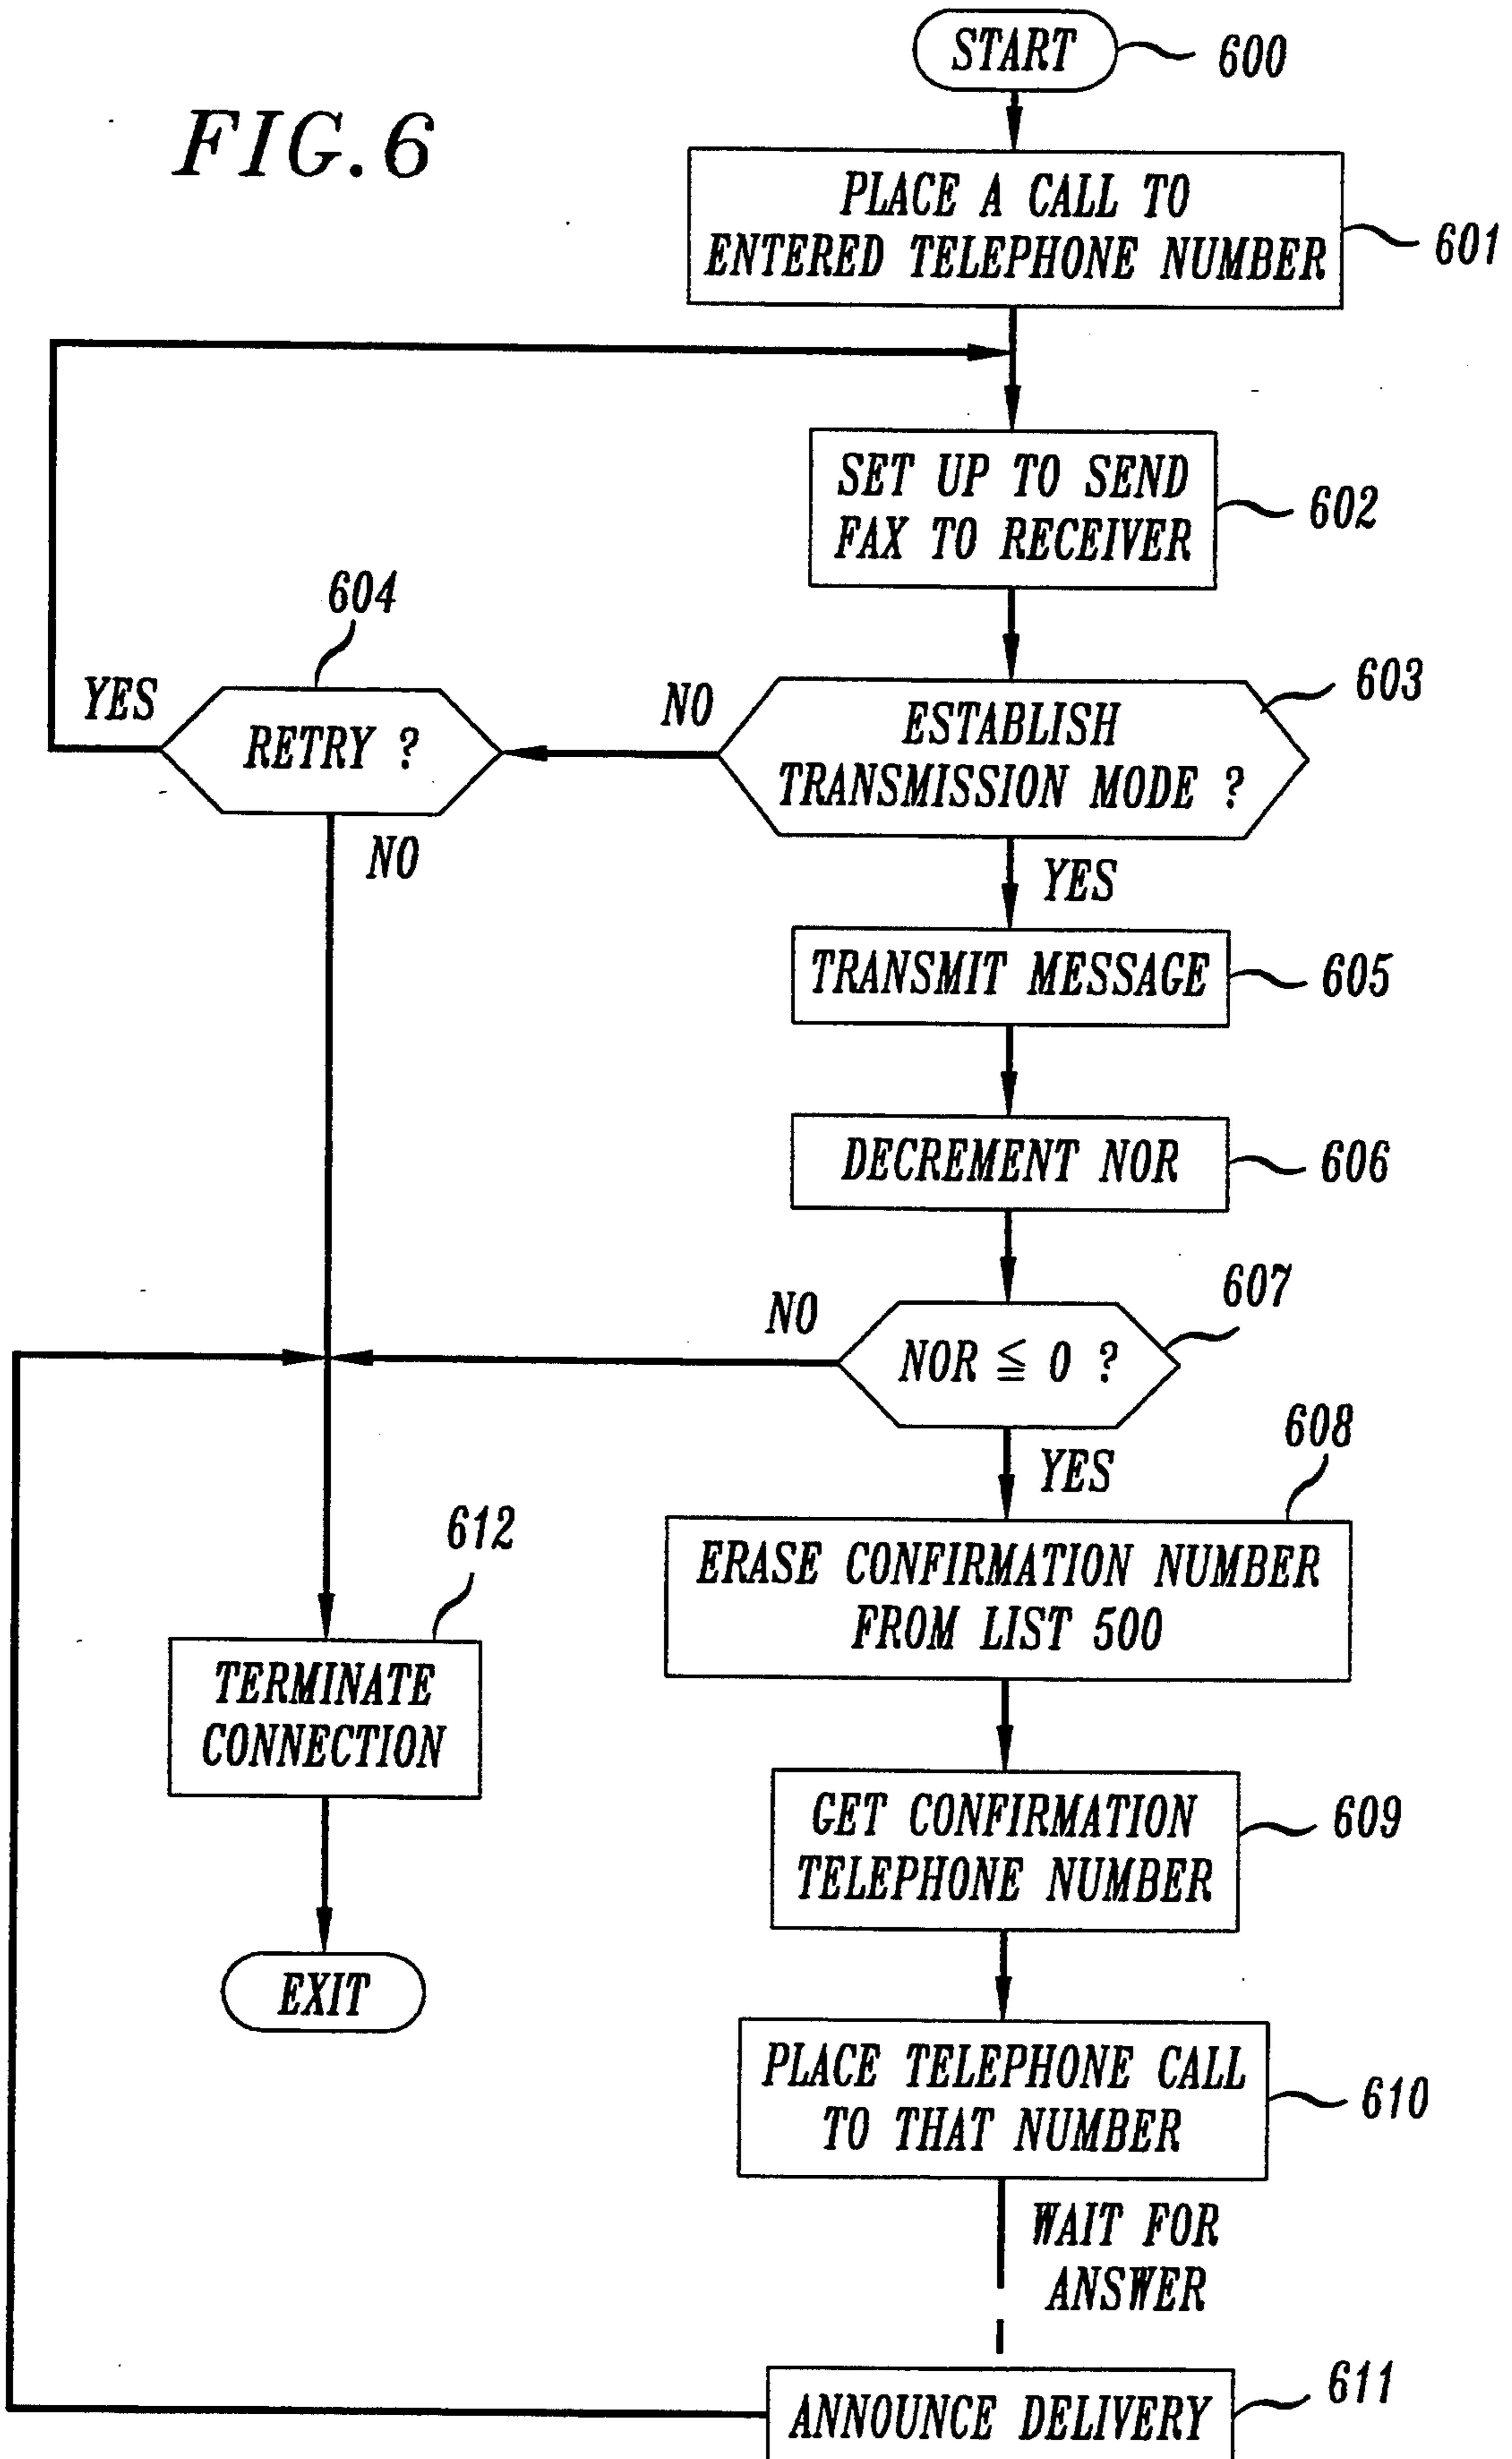 FIG.6
START
600
PLACE A CALL TO
ENTERED TELEPHONE NUMBER
601
SET UP TO SEND
FAX TO RECEIVER
602
604
YES
RETRY ?
NO
NO
ESTABLISH
TRANSMISSION MODE ?
603
YES
TRANSMIT MESSAGE
605
DECREMENT NOR
606
NO
NOR ≦ 0 ?
607
YES
608
ERASE CONFIRMATION NUMBER
FROM LIST 500
612
TERMINATE
CONNECTION
GET CONFIRMATION
TELEPHONE NUMBER
609
EXIT
PLACE TELEPHONE CALL
TO THAT NUMBER
610
WAIT FOR
ANSWER
ANNOUNCE DELIVERY
611